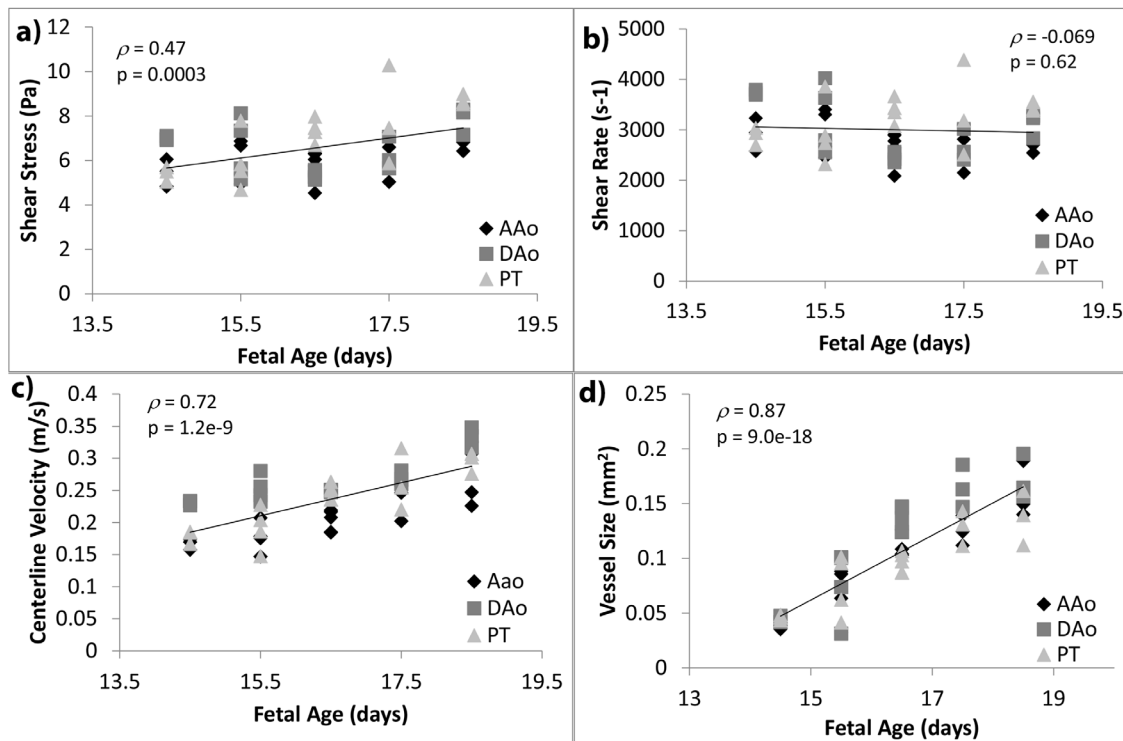 a)
ρ = 0.47
p = 0.0003
Shear Stress (Pa)
12
10
8
6
4
2
0
AAo
DAo
PT
13.5 15.5 17.5 19.5
Fetal Age (days)
b)
ρ = -0.069
p = 0.62
Shear Rate (s-1)
5000
4000
3000
2000
1000
0
AAo
DAo
PT
13.5 15.5 17.5 19.5
Fetal Age (days)
c)
ρ = 0.72
p = 1.2e-9
Centerline Velocity (m/s)
0.4
0.35
0.3
0.25
0.2
0.15
0.1
0.05
0
Aao
DAo
PT
13.5 15.5 17.5 19.5
Fetal Age (days)
d)
ρ = 0.87
p = 9.0e-18
Vessel Size (mm²)
0.25
0.2
0.15
0.1
0.05
0
AAo
DAo
PT
13 15 17 19
Fetal Age (days)